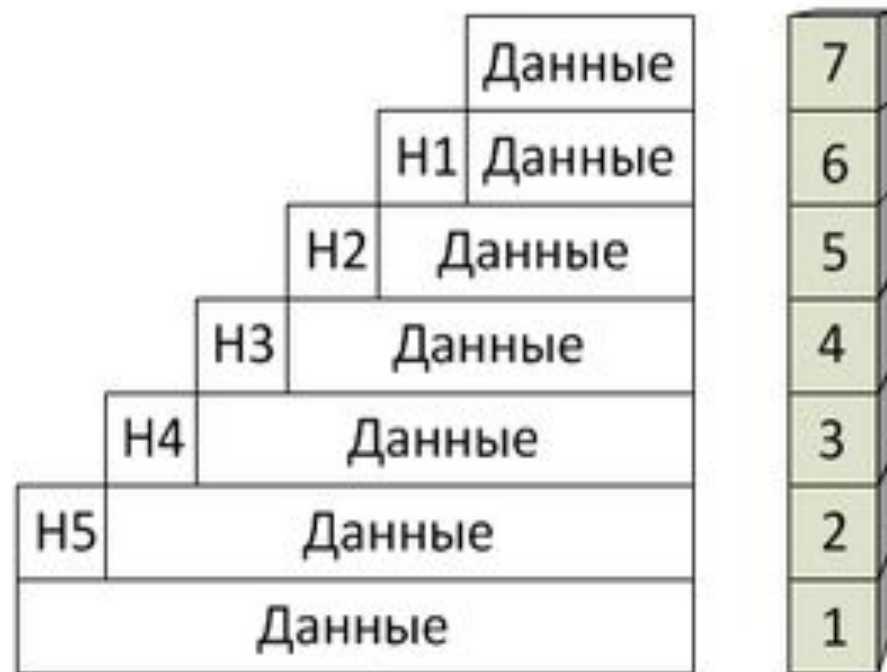 Данные 7
H1 Данные 6
H2 Данные 5
H3 Данные 4
H4 Данные 3
H5 Данные 2
Данные 1